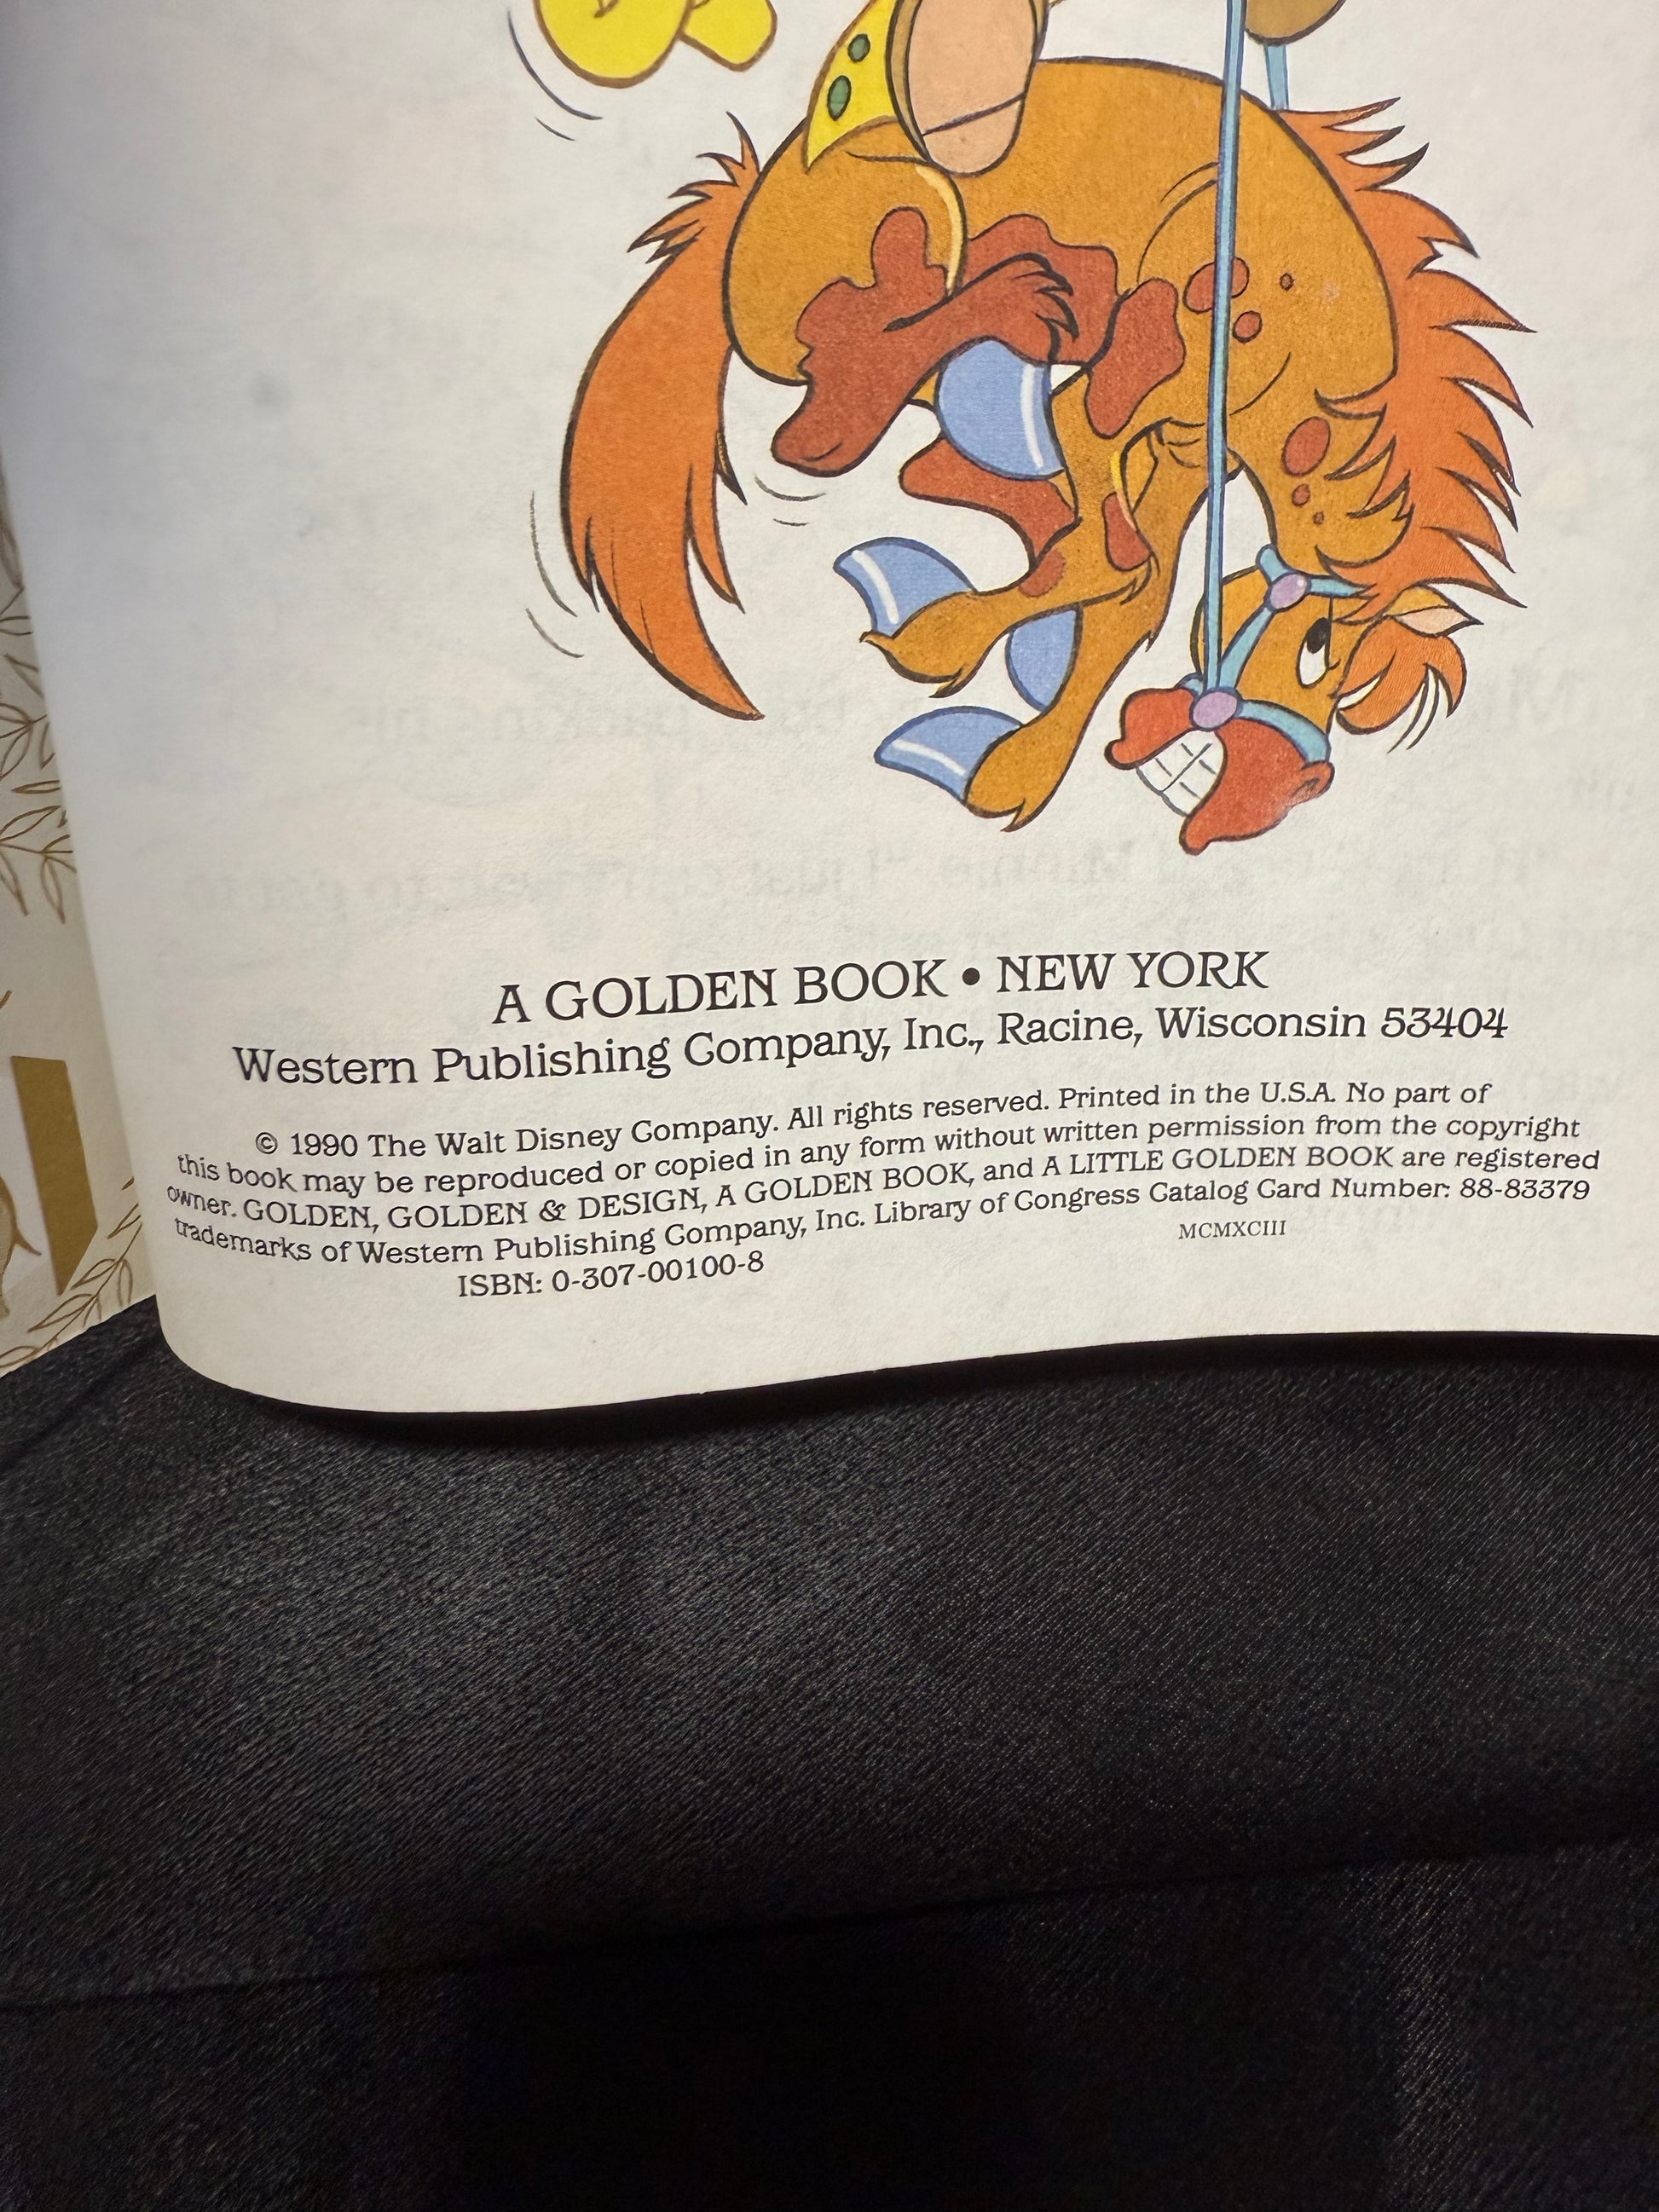 A GOLDEN BOOK • NEW YORK
Western Publishing Company, Inc., Racine, Wisconsin 53404
© 1990 The Walt Disney Company. All rights reserved. Printed in the U.S.A. No part of
this book may be reproduced or copied in any form without written permission from the copyright
owner. GOLDEN, GOLDEN & DESIGN, A GOLDEN BOOK, and A LITTLE GOLDEN BOOK are registered
trademarks of Western Publishing Company, Inc. Library of Congress Catalog Card Number: 88-83379
ISBN: 0-307-00100-8 MCMXCIII